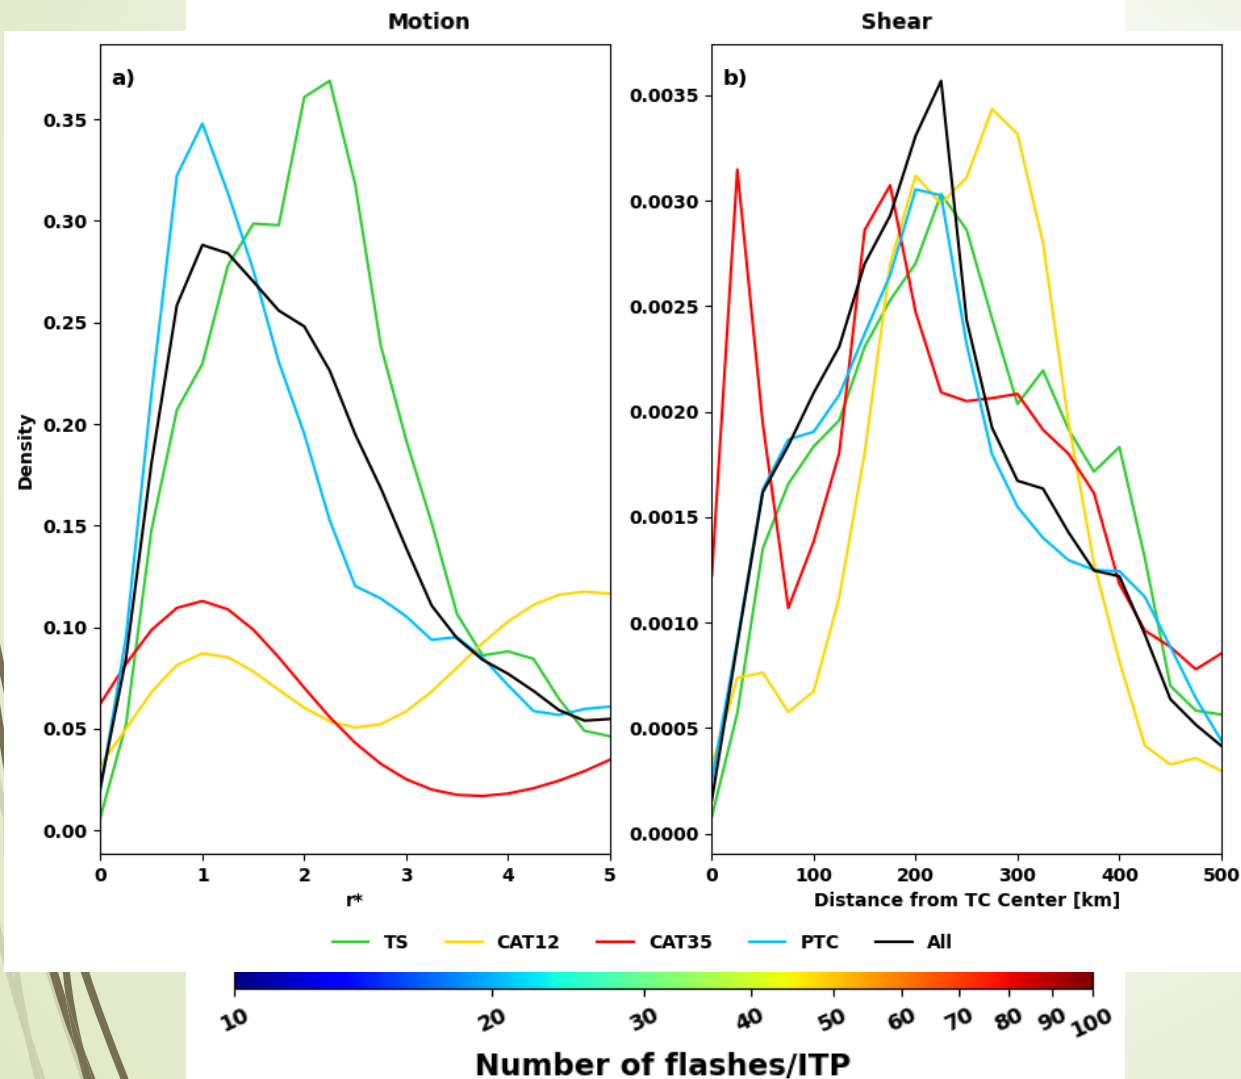 Motion
Shear
a)
b)
0.35
0.30
0.25
0.20
0.15
0.10
0.05
0.00
Density
0 1 2 3 4 5
r*
0.0035
0.0030
0.0025
0.0020
0.0015
0.0010
0.0005
0.0000
0 100 200 300 400 500
Distance from TC Center [km]
TS CAT12 CAT35 PTC All
10 20 30 40 50 60 70 80 90 100
Number of flashes/ITP